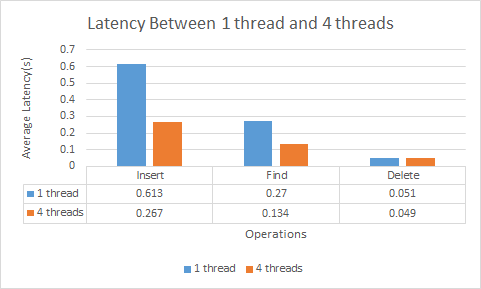 Latency Between 1 thread and 4 threads
Average Latency(s)
0.7
0.6
0.5
0.4
0.3
0.2
0.1
0
Insert Find Delete
1 thread 0.613 0.27 0.051
4 threads 0.267 0.134 0.049
Operations
1 thread 4 threads